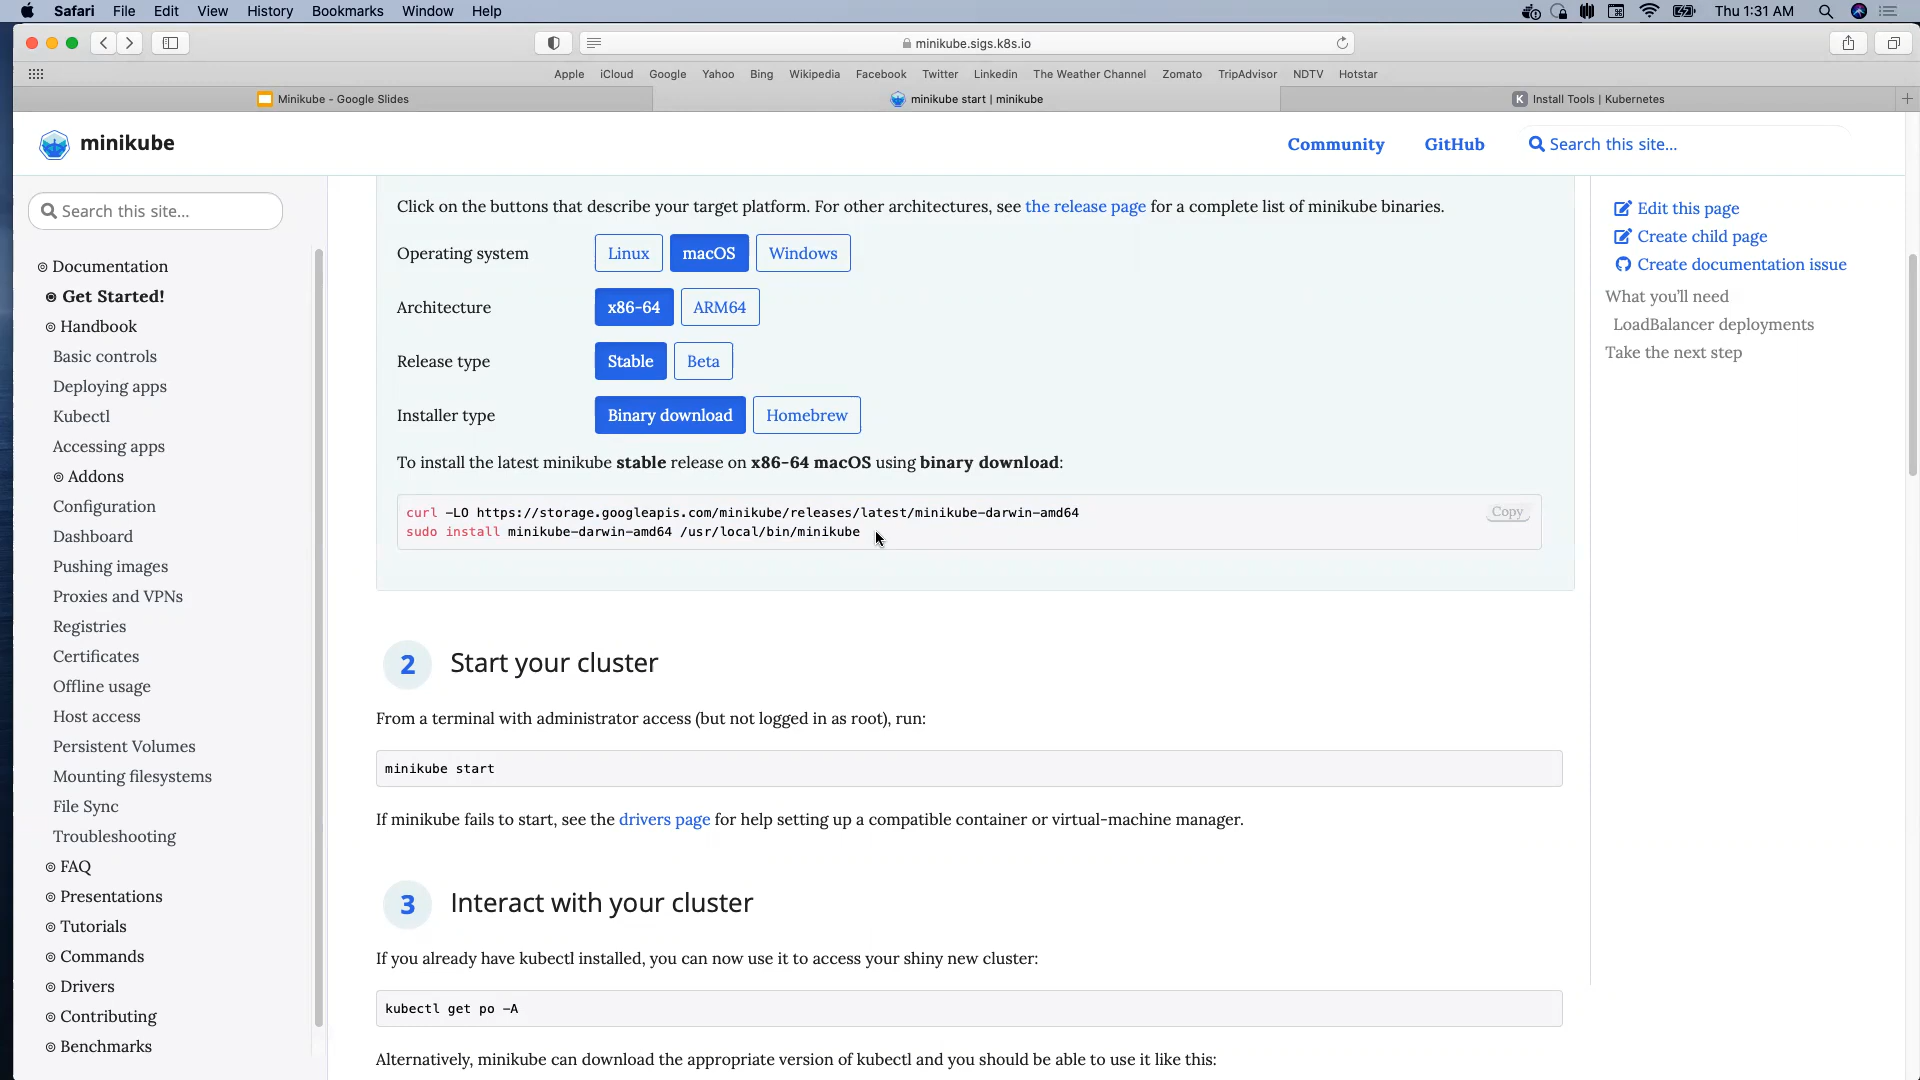 Safari File Edit View History Bookmarks Window Help Thu 1:31 AM
minikube.sigs.k8s.io
Apple iCloud Google Yahoo Bing Wikipedia Facebook Twitter Linkedin The Weather Channel Zomato TripAdvisor NDTV Hotstar
Minikube - Google Slides
minikube start | minikube
K Install Tools | Kubernetes
minikube
Community
GitHub
Search this site...
Search this site...
Documentation
Get Started!
Handbook
Basic controls
Deploying apps
Kubectl
Accessing apps
Addons
Configuration
Dashboard
Pushing images
Proxies and VPNs
Registries
Certificates
Offline usage
Host access
Persistent Volumes
Mounting filesystems
File Sync
Troubleshooting
FAQ
Presentations
Tutorials
Commands
Drivers
Contributing
Benchmarks
Click on the buttons that describe your target platform. For other architectures, see the release page for a complete list of minikube binaries.
Operating system Linux macOS Windows
Architecture x86-64 ARM64
Release type Stable Beta
Installer type Binary download Homebrew
To install the latest minikube stable release on x86-64 macOS using binary download:
curl -LO https://storage.googleapis.com/minikube/releases/latest/minikube-darwin-amd64
sudo install minikube-darwin-amd64 /usr/local/bin/minikube
Copy
2 Start your cluster
From a terminal with administrator access (but not logged in as root), run:
minikube start
If minikube fails to start, see the drivers page for help setting up a compatible container or virtual-machine manager.
3 Interact with your cluster
If you already have kubectl installed, you can now use it to access your shiny new cluster:
kubectl get po -A
Alternatively, minikube can download the appropriate version of kubectl and you should be able to use it like this:
Edit this page
Create child page
Create documentation issue
What you'll need
LoadBalancer deployments
Take the next step